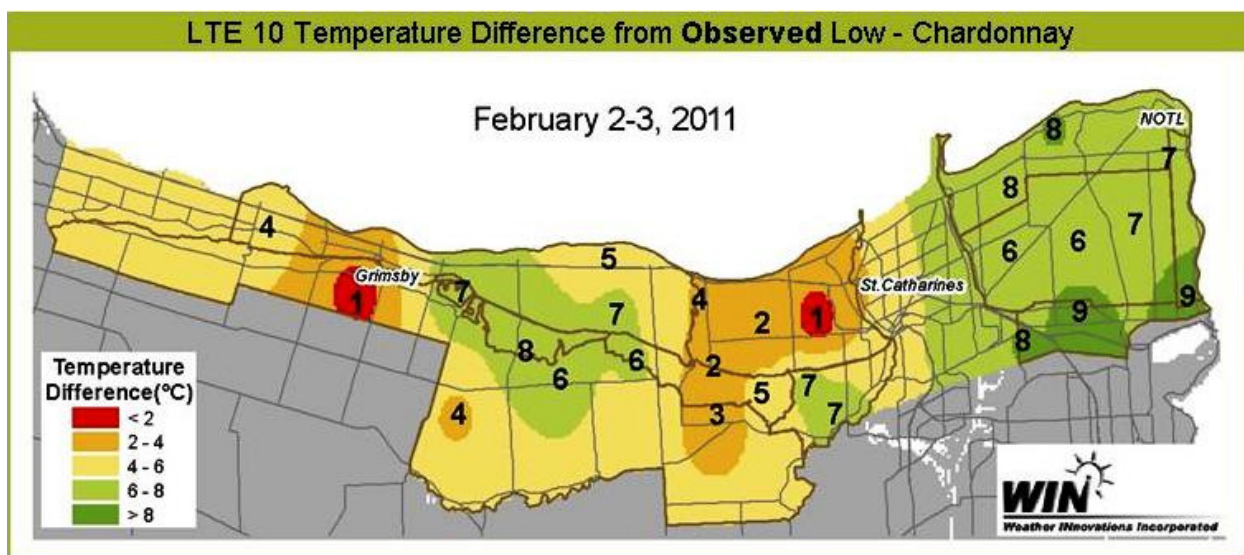 LTE 10 Temperature Difference from Observed Low - Chardonnay
February 2-3, 2011
NOTL
8
7
8
4
5
6
6
7
Grimsby
St.Catharines
1
7
7
4
2
1
9
9
8
8
6
6
2
5
7
4
3
7
Temperature
Difference(°C)
< 2
2 - 4
4 - 6
6 - 8
> 8
WIN
Weather INnovations Incorporated